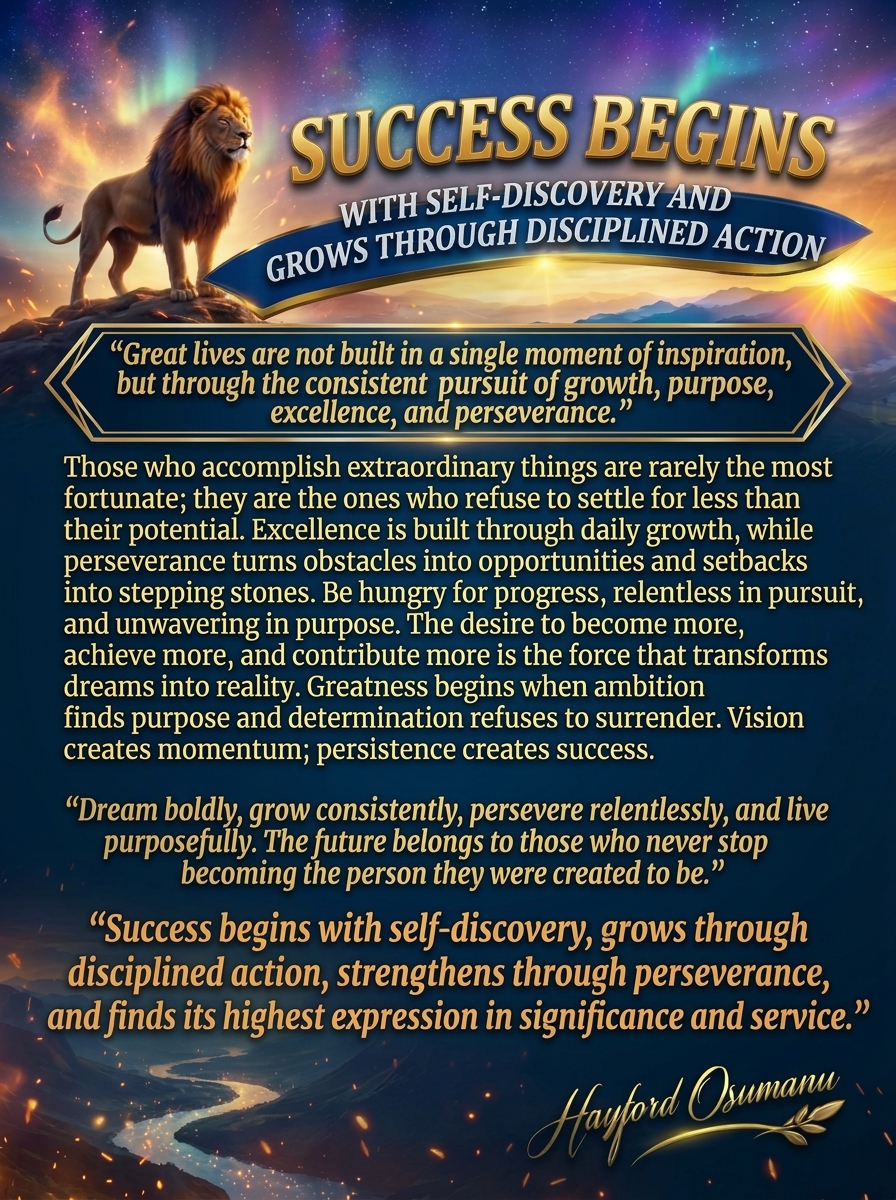 SUCCESS BEGINS
WITH SELF-DISCOVERY AND
GROWS THROUGH DISCIPLINED ACTION
“Great lives are not built in a single moment of inspiration,
but through the consistent pursuit of growth, purpose,
excellence, and perseverance.”
Those who accomplish extraordinary things are rarely the most
fortunate; they are the ones who refuse to settle for less than
their potential. Excellence is built through daily growth, while
perseverance turns obstacles into opportunities and setbacks
into stepping stones. Be hungry for progress, relentless in pursuit,
and unwavering in purpose. The desire to become more,
achieve more, and contribute more is the force that transforms
dreams into reality. Greatness begins when ambition
finds purpose and determination refuses to surrender. Vision
creates momentum; persistence creates success.
“Dream boldly, grow consistently, persevere relentlessly, and live
purposefully. The future belongs to those who never stop
becoming the person they were created to be.”
“Success begins with self-discovery, grows through
disciplined action, strengthens through perseverance,
and finds its highest expression in significance and service.”
Hayford Osumanu